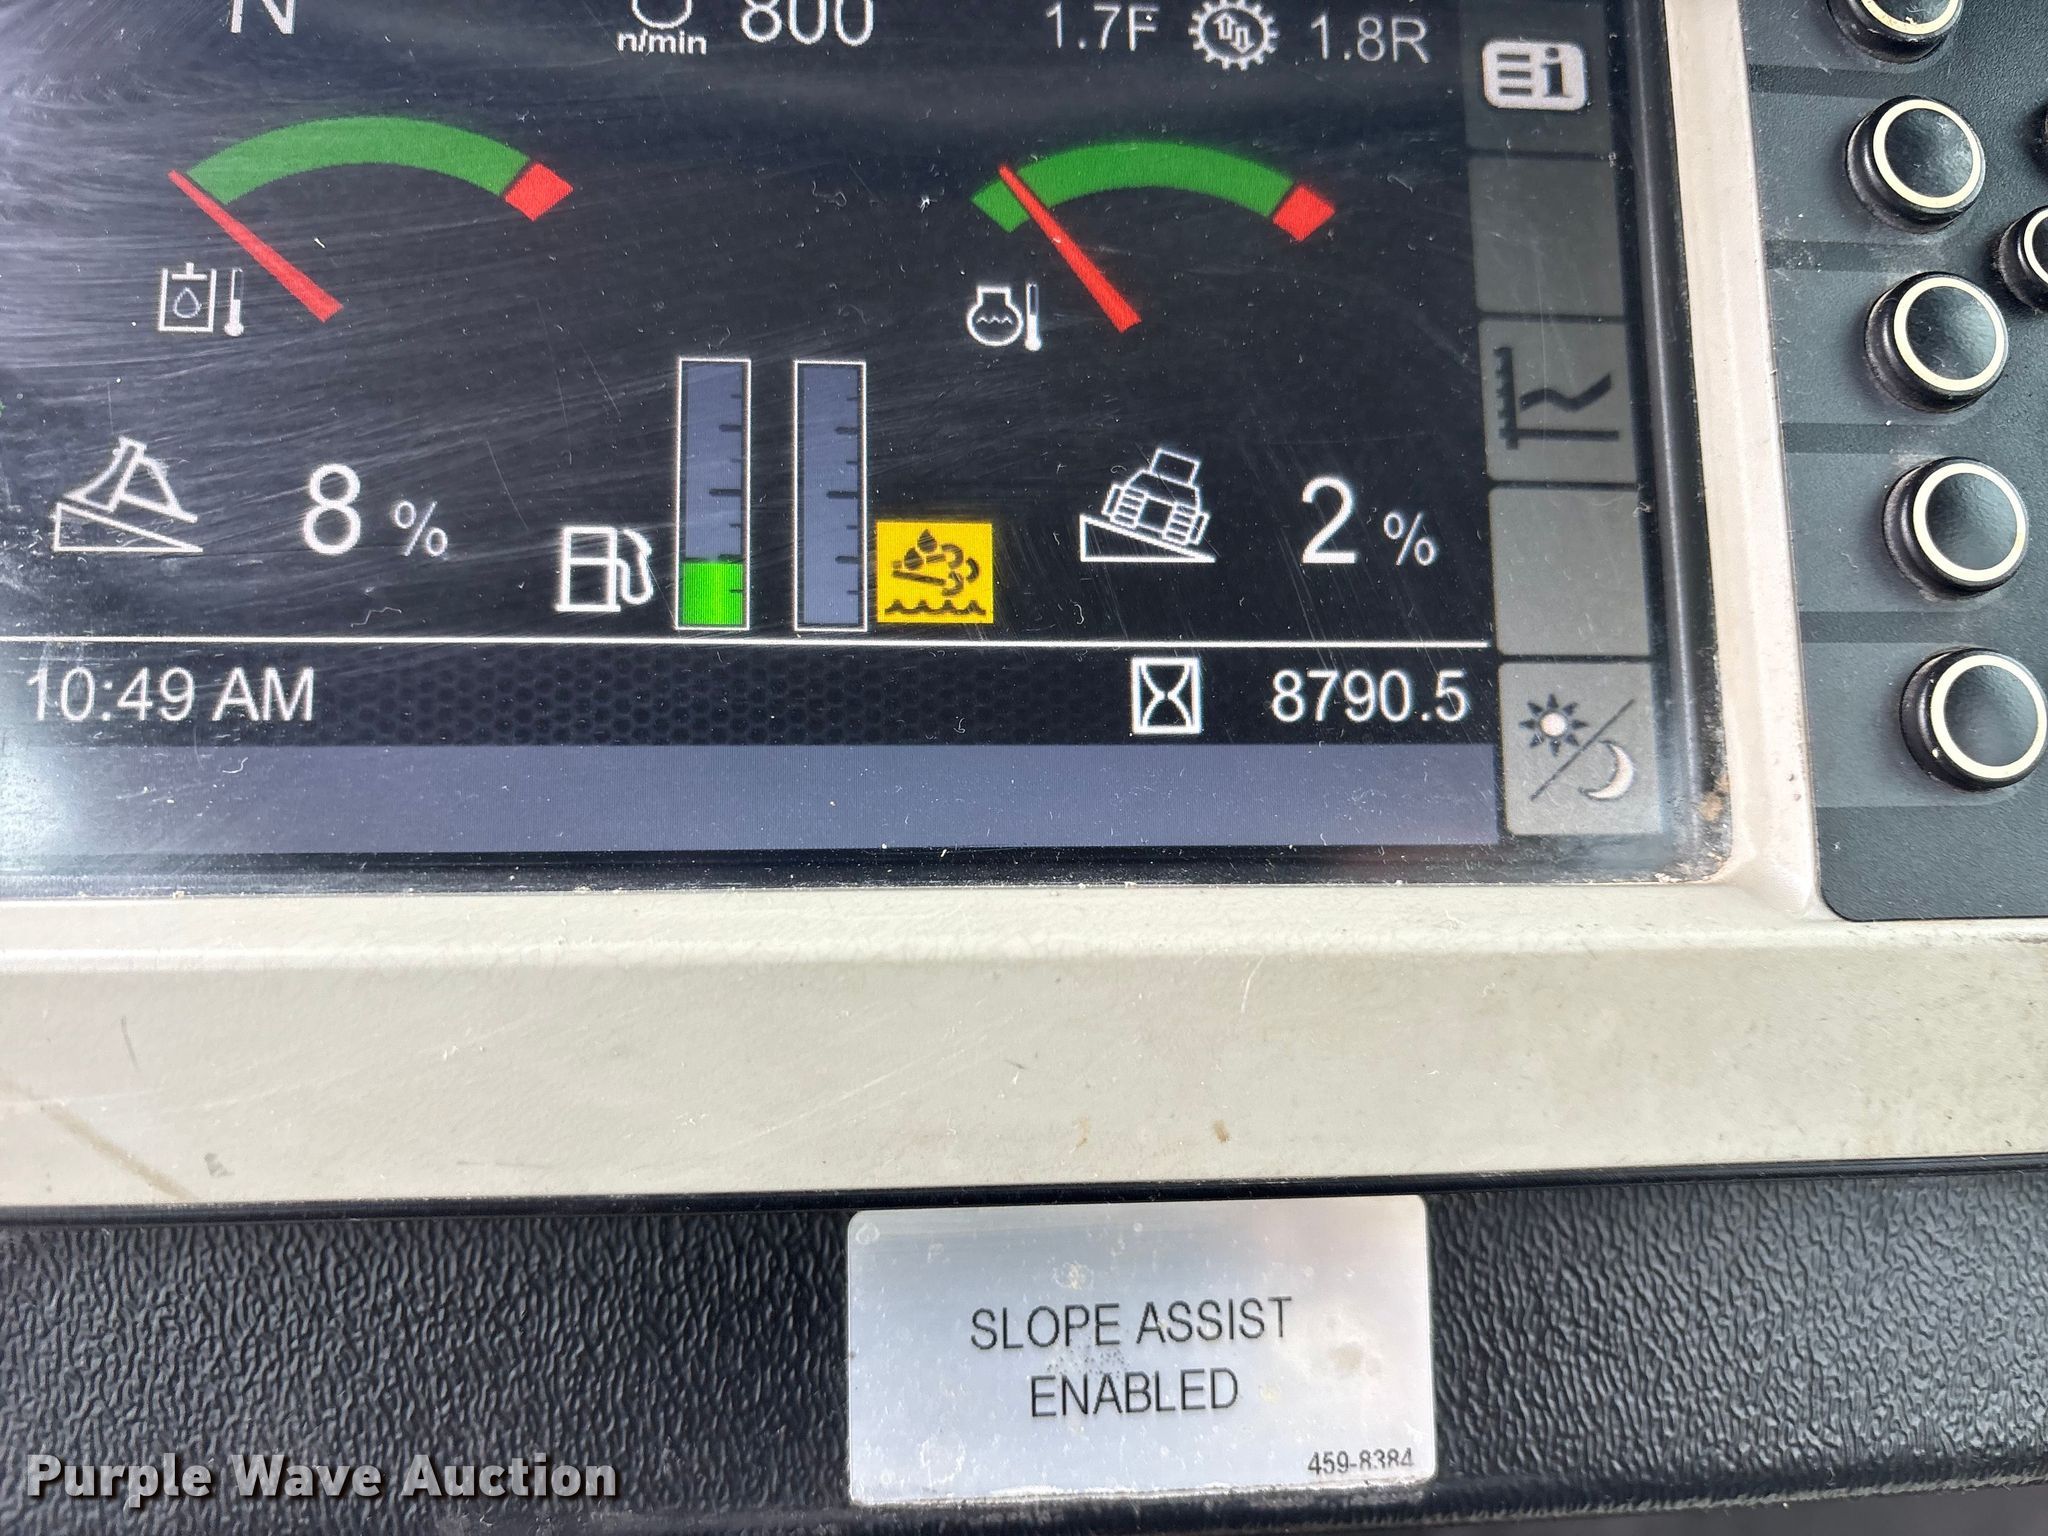 N
n/min 800
1.7F 1.8R
8 %
2 %
10:49 AM
8790.5
SLOPE ASSIST
ENABLED
459-8384
Purple Wave Auction